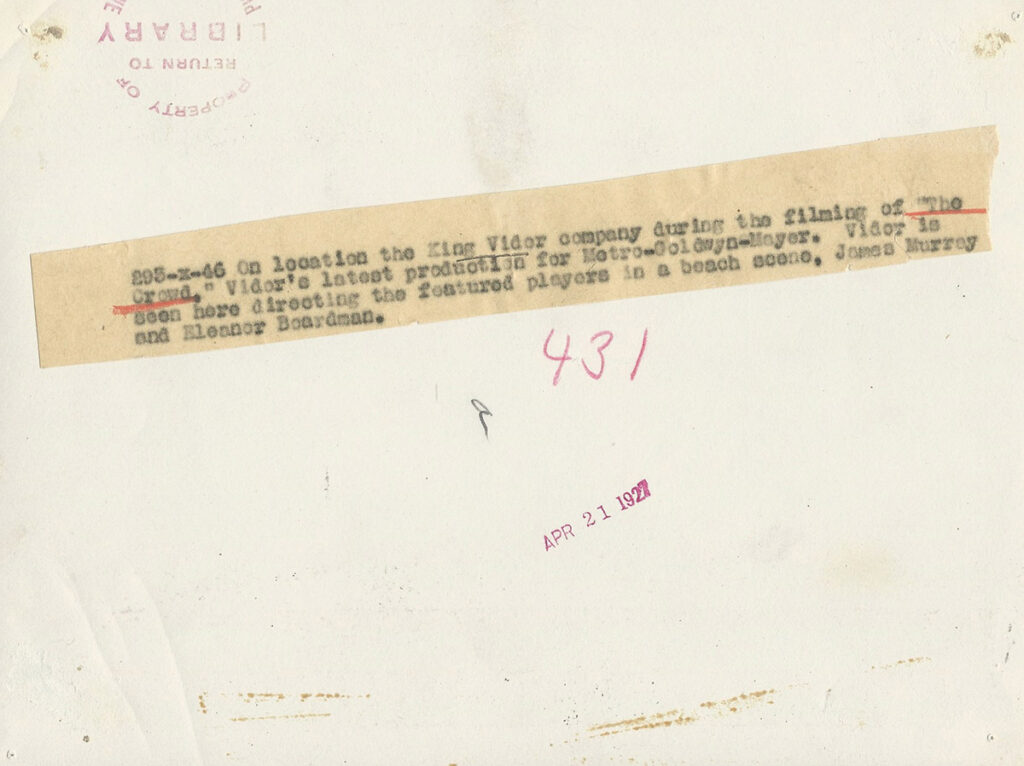 PROPERTY OF
RETURN TO
LIBRARY
293-x-46 On location the King Vidor company during the filming of "The
Crowd." Vidor's latest production for Metro-Goldwyn-Mayer. Vidor is
seen here directing the featured players in a beach scene, James Murray
and Eleanor Boardman.
431
APR 21 1927